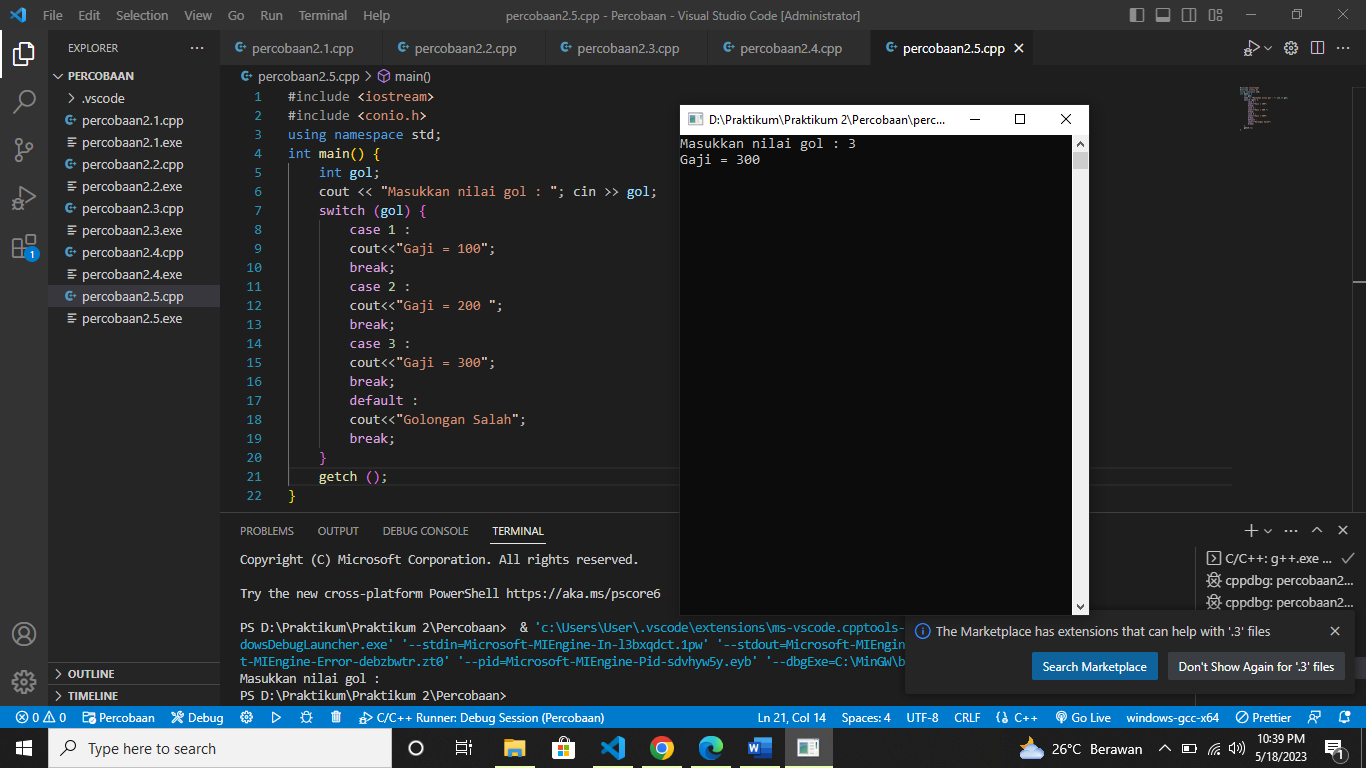 File Edit Selection View Go Run Terminal Help
percobaan2.5.cpp - Percobaan - Visual Studio Code [Administrator]
EXPLORER
PERCOBAAN
.vscode
percobaan2.1.cpp
percobaan2.1.exe
percobaan2.2.cpp
percobaan2.2.exe
percobaan2.3.cpp
percobaan2.3.exe
percobaan2.4.cpp
percobaan2.4.exe
percobaan2.5.cpp
percobaan2.5.exe
OUTLINE
TIMELINE
1
percobaan2.1.cpp percobaan2.2.cpp percobaan2.3.cpp percobaan2.4.cpp percobaan2.5.cpp
percobaan2.5.cpp > main()
1 #include <iostream>
2 #include <conio.h>
3 using namespace std;
4 int main() {
5 int gol;
6 cout << "Masukkan nilai gol : "; cin >> gol;
7 switch (gol) {
8 case 1 :
9 cout<<"Gaji = 100";
10 break;
11 case 2 :
12 cout<<"Gaji = 200 ";
13 break;
14 case 3 :
15 cout<<"Gaji = 300";
16 break;
17 default :
18 cout<<"Golongan Salah";
19 break;
20 }
21 getch ();
22 }
D:\Praktikum\Praktikum 2\Percobaan\perc...
Masukkan nilai gol : 3
Gaji = 300
PROBLEMS OUTPUT DEBUG CONSOLE TERMINAL
Copyright (C) Microsoft Corporation. All rights reserved.
Try the new cross-platform PowerShell https://aka.ms/pscore6
PS D:\Praktikum\Praktikum 2\Percobaan> & 'c:\Users\User\.vscode\extensions\ms-vscode.cpptools-
dowsDebugLauncher.exe' '--stdin=Microsoft-MIEngine-In-l3bxqdct.1pw' '--stdout=Microsoft-MIEngin
t-MIEngine-Error-debzbwtr.zt0' '--pid=Microsoft-MIEngine-Pid-sdvhyw5y.eyb' '--dbgExe=C:\MinGW\b
Masukkan nilai gol :
PS D:\Praktikum\Praktikum 2\Percobaan>
C/C++: g++.exe ...
cppdbg: percobaan2...
cppdbg: percobaan2...
The Marketplace has extensions that can help with '.3' files
Search Marketplace Don't Show Again for '.3' files
0 0 Percobaan Debug C/C++ Runner: Debug Session (Percobaan)
Ln 21, Col 14 Spaces: 4 UTF-8 CRLF {} C++ Go Live windows-gcc-x64 Prettier
Type here to search
26°C Berawan
10:39 PM
5/18/2023
1